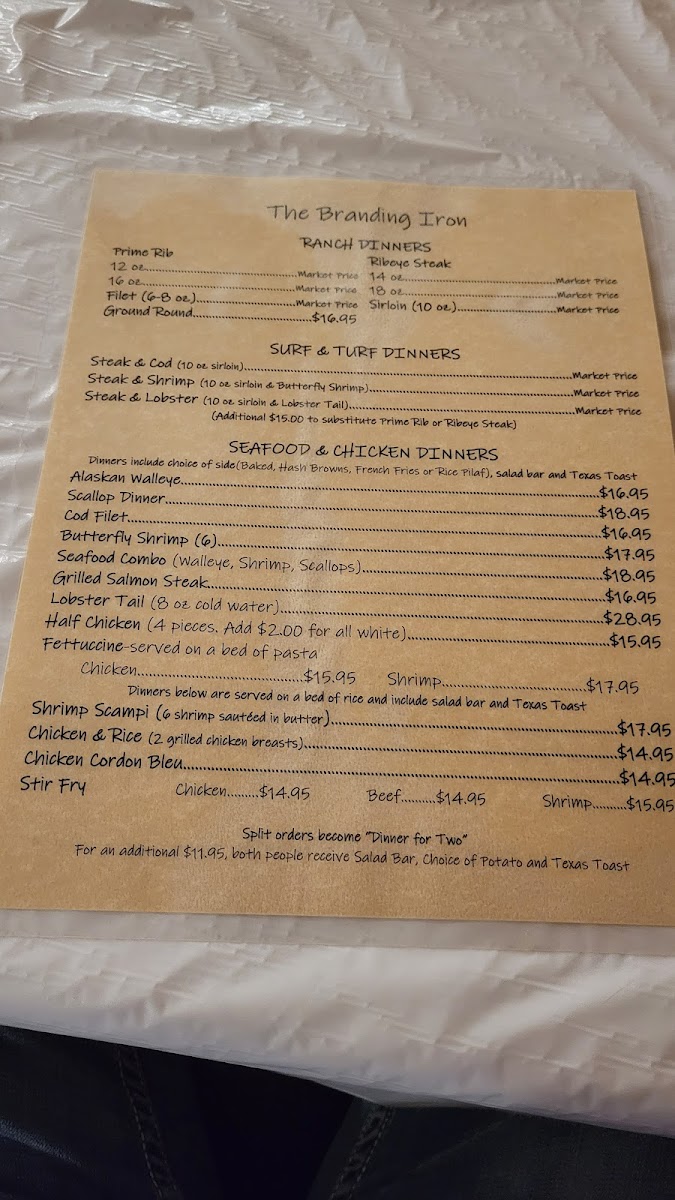 The Branding Iron
RANCH DINNERS
Prime Rib
12 oz.....Market Price
16 oz.....Market Price
Filet (6-8 oz).....Market Price
Ground Round.....$16.95
Ribeye Steak
14 oz.....Market Price
18 oz.....Market Price
Sirloin (10 oz.).....Market Price
SURF & TURF DINNERS
Steak & Cod (10 oz sirloin).....Market Price
Steak & Shrimp (10 oz sirloin & Butterfly Shrimp).....Market Price
Steak & Lobster (10 oz sirloin & Lobster Tail).....Market Price
(Additional $15.00 to substitute Prime Rib or Ribeye Steak)
SEAFOOD & CHICKEN DINNERS
Dinners include choice of side(Baked, Hash Browns, French Fries or Rice Pilaf), salad bar and Texas Toast
Alaskan Walleye.....$16.95
Scallop Dinner.....$18.95
Cod Filet.....$16.95
Butterfly Shrimp (6).....$17.95
Seafood Combo (Walleye, Shrimp, Scallops).....$18.95
Grilled Salmon Steak.....$16.95
Lobster Tail (8 oz cold water).....$28.95
Half Chicken (4 pieces. Add $2.00 for all white).....$15.95
Fettuccine-served on a bed of pasta
Chicken.....$15.95 Shrimp.....$17.95
Dinners below are served on a bed of rice and include salad bar and Texas Toast
Shrimp Scampi (6 shrimp sautéed in butter).....$17.95
Chicken & Rice (2 grilled chicken breasts).....$14.95
Chicken Cordon Bleu.....$14.95
Stir Fry Chicken.........$14.95 Beef.........$14.95 Shrimp.........$15.95
Split orders become "Dinner for Two"
For an additional $11.95, both people receive Salad Bar, Choice of Potato and Texas Toast